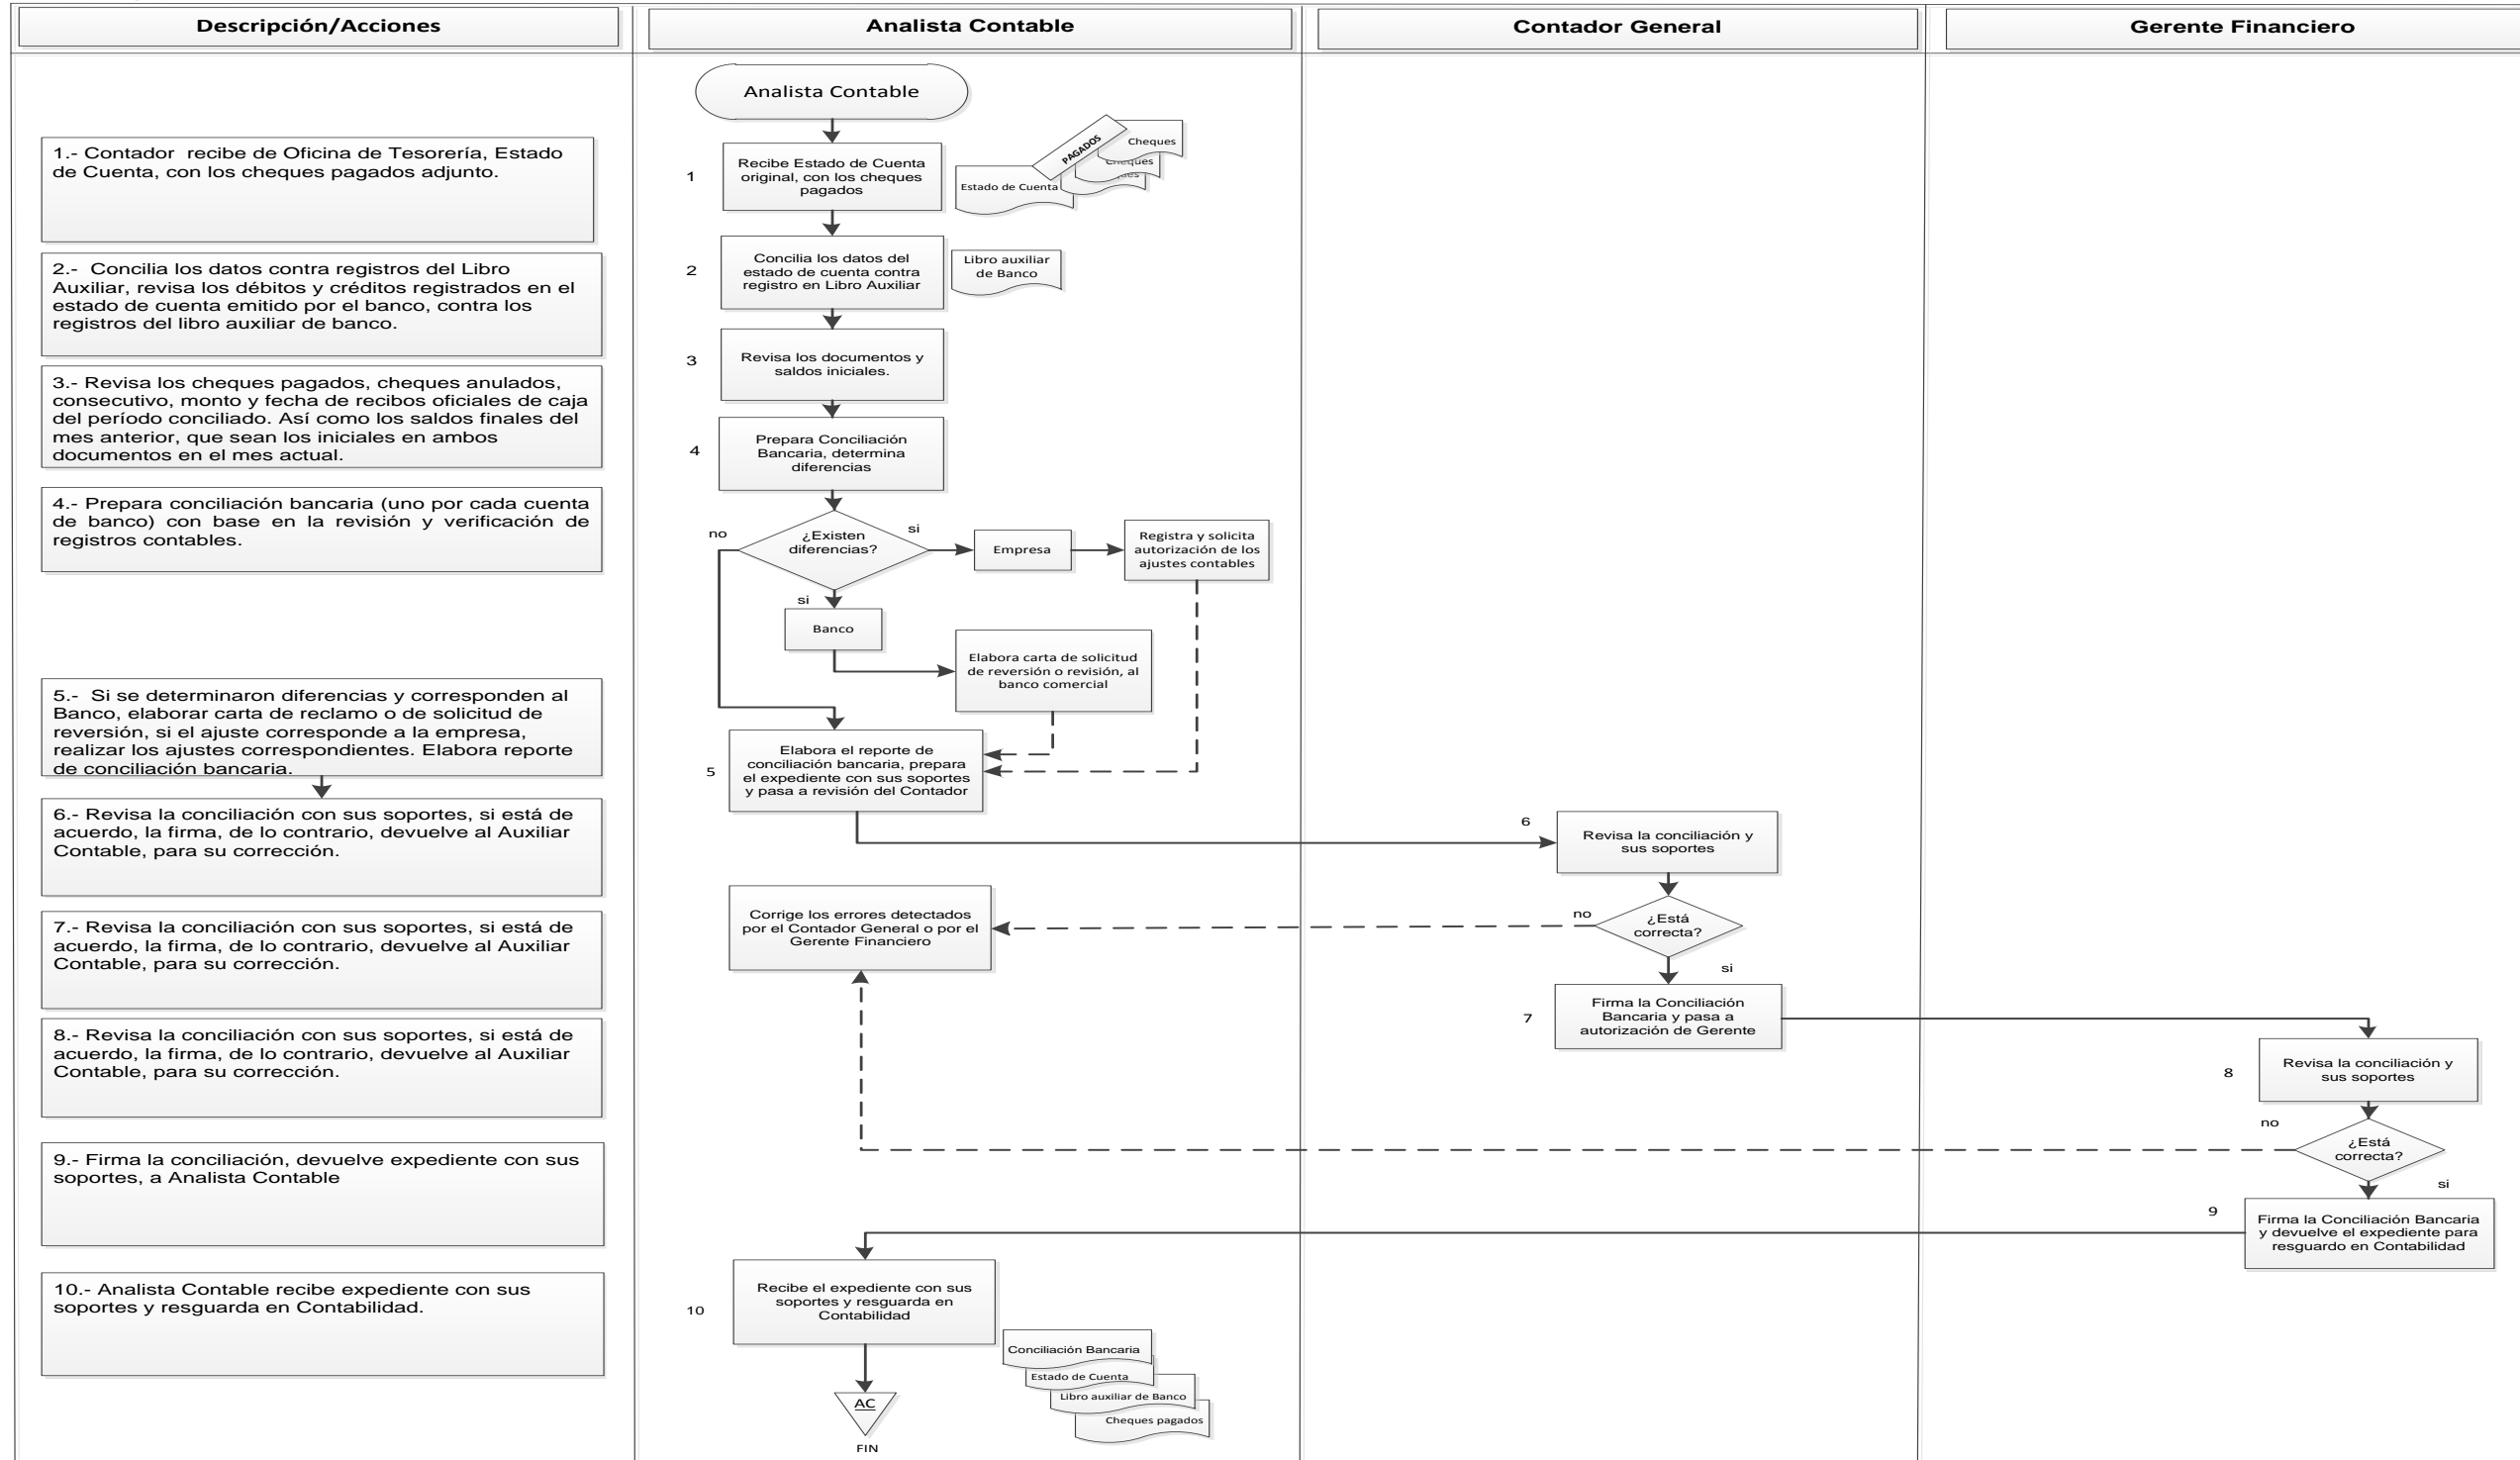 Descripción/Acciones
Analista Contable
Contador General
Gerente Financiero
1.- Contador recibe de Oficina de Tesorería, Estado
de Cuenta, con los cheques pagados adjunto.
2.- Concilia los datos contra registros del Libro
Auxiliar, revisa los débitos y créditos registrados en el
estado de cuenta emitido por el banco, contra los
registros del libro auxiliar de banco.
3.- Revisa los cheques pagados, cheques anulados,
consecutivo, monto y fecha de recibos oficiales de caja
del período conciliado. Así como los saldos finales del
mes anterior, que sean los iniciales en ambos
documentos en el mes actual.
4.- Prepara conciliación bancaria (uno por cada cuenta
de banco) con base en la revisión y verificación de
registros contables.
5.- Si se determinaron diferencias y corresponden al
Banco, elaborar carta de reclamo o de solicitud de
reversión, si el ajuste corresponde a la empresa,
realizar los ajustes correspondientes. Elabora reporte
de conciliación bancaria.
6.- Revisa la conciliación con sus soportes, si está de
acuerdo, la firma, de lo contrario, devuelve al Auxiliar
Contable, para su corrección.
7.- Revisa la conciliación con sus soportes, si está de
acuerdo, la firma, de lo contrario, devuelve al Auxiliar
Contable, para su corrección.
8.- Revisa la conciliación con sus soportes, si está de
acuerdo, la firma, de lo contrario, devuelve al Auxiliar
Contable, para su corrección.
9.- Firma la conciliación, devuelve expediente con sus
soportes, a Analista Contable
10.- Analista Contable recibe expediente con sus
soportes y resguarda en Contabilidad.
Analista Contable
1
Recibe Estado de Cuenta
original, con los cheques
pagados
Estado de Cuenta
PAGADOS
Cheques
Cheques
2
Concilia los datos del
estado de cuenta contra
registro en Libro Auxiliar
Libro auxiliar
de Banco
3
Revisa los documentos y
saldos iniciales.
4
Prepara Conciliación
Bancaria, determina
diferencias
no
¿Existen
diferencias?
si
Empresa
Registra y solicita
autorización de los
ajustes contables
si
Banco
Elabora carta de solicitud
de reversión o revisión, al
banco comercial
5
Elabora el reporte de
conciliación bancaria, prepara
el expediente con sus soportes
y pasa a revisión del Contador
6
Revisa la conciliación y
sus soportes
Corrige los errores detectados
por el Contador General o por el
Gerente Financiero
no
¿Está
correcta?
si
7
Firma la Conciliación
Bancaria y pasa a
autorización de Gerente
8
Revisa la conciliación y
sus soportes
no
¿Está
correcta?
si
9
Firma la Conciliación Bancaria
y devuelve el expediente para
resguardo en Contabilidad
10
Recibe el expediente con sus
soportes y resguarda en
Contabilidad
Conciliación Bancaria
Estado de Cuenta
Libro auxiliar de Banco
Cheques pagados
AC
FIN